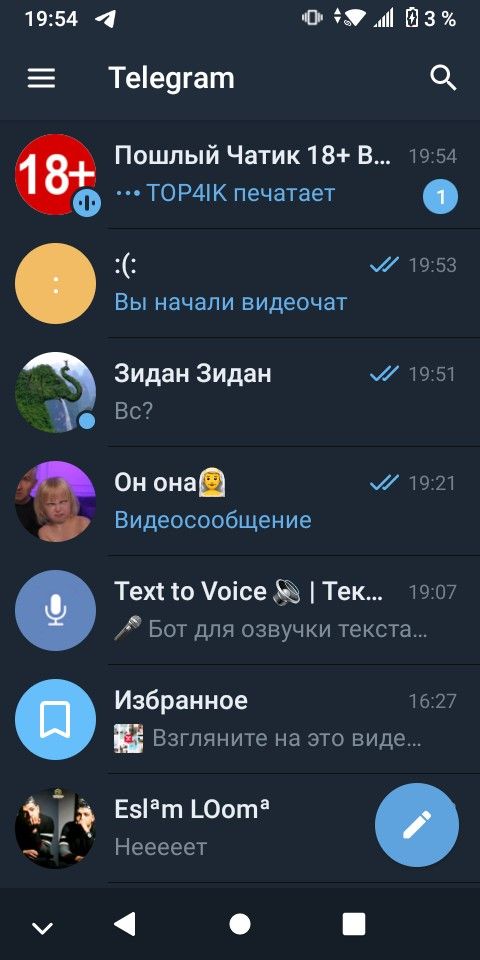 19:54
3 %
Telegram
18+
Пошлый Чатик 18+ В...
19:54
TOP4IK печатает
1
:
:(:
19:53
Вы начали видеочат
Зидан Зидан
19:51
Вс?
Он она👰
19:21
Видеосообщение
Text to Voice 🔊 | Тек...
19:07
🎤 Бот для озвучки текста...
Избранное
16:27
Взгляните на это виде...
Eslªm LOomª
Нееееет